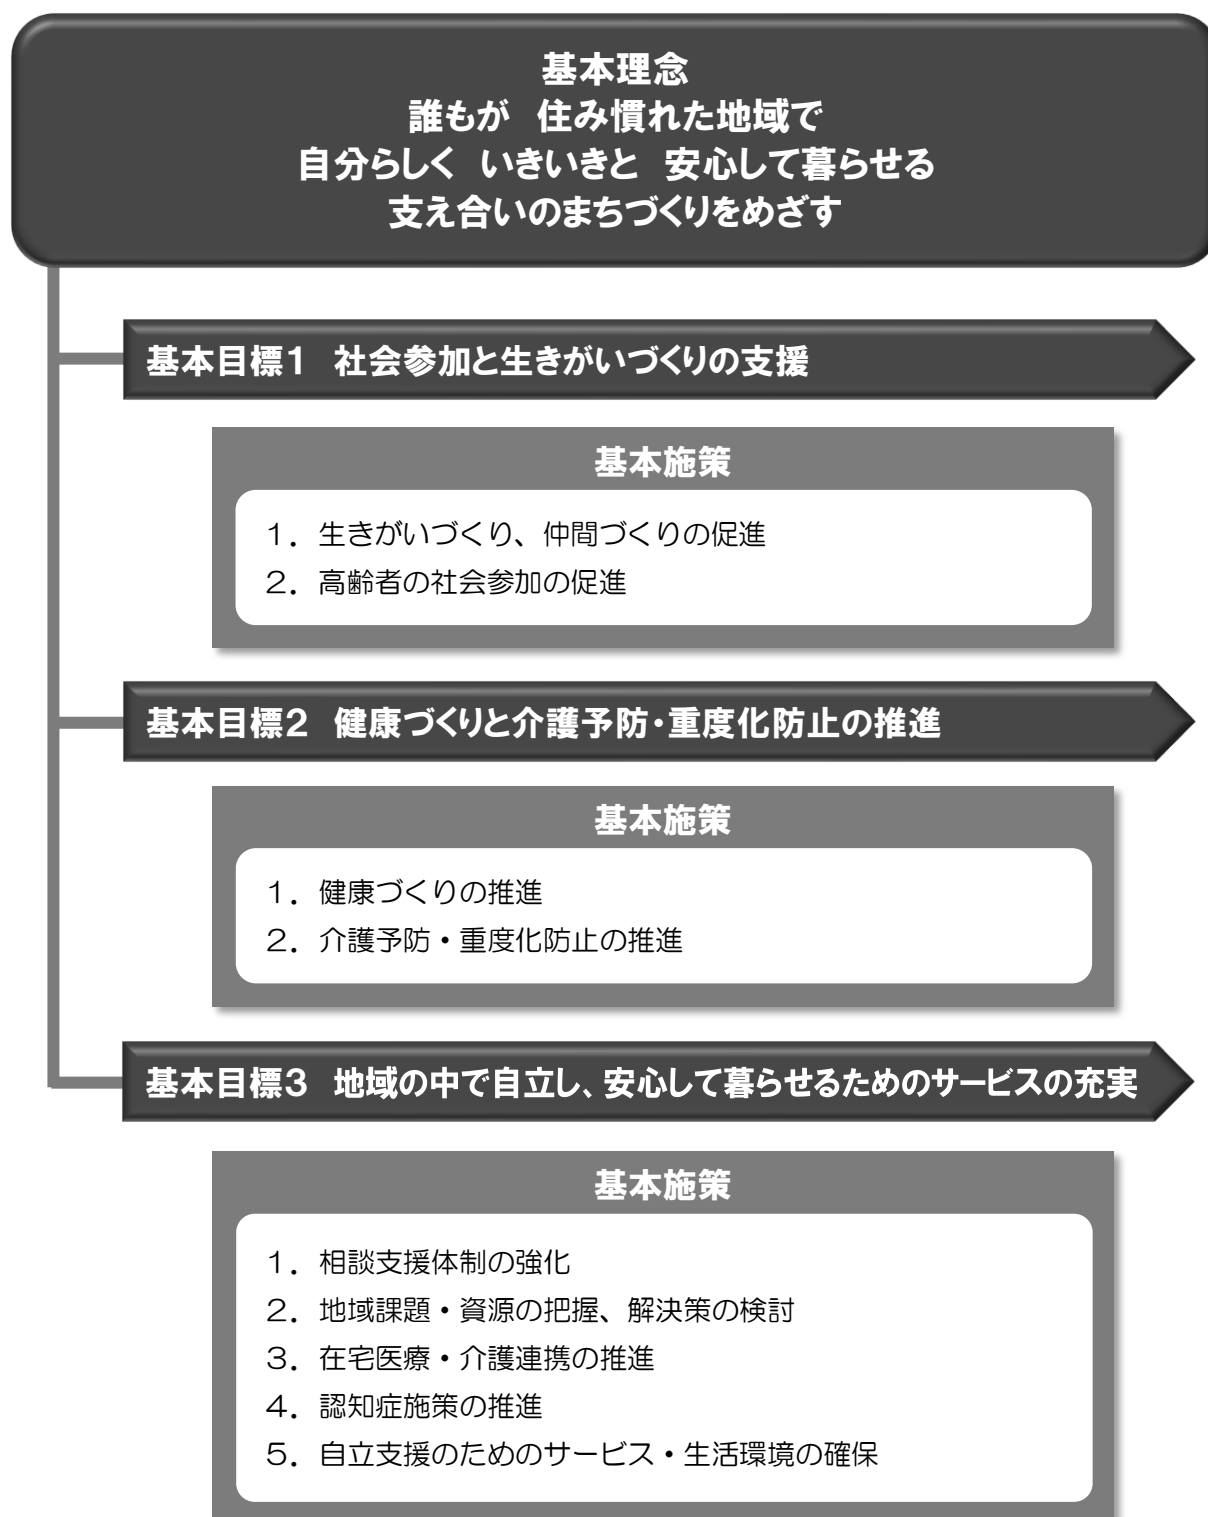 基本理念
誰もが　住み慣れた地域で
自分らしく　いきいきと　安心して暮らせる
支え合いのまちづくりをめざす
基本目標１　社会参加と生きがいづくりの支援
基本施策
１．生きがいづくり、仲間づくりの促進
２．高齢者の社会参加の促進
基本目標２　健康づくりと介護予防・重度化防止の推進
基本施策
１．健康づくりの推進
２．介護予防・重度化防止の推進
基本目標３　地域の中で自立し、安心して暮らせるためのサービスの充実
基本施策
１．相談支援体制の強化
２．地域課題・資源の把握、解決策の検討
３．在宅医療・介護連携の推進
４．認知症施策の推進
５．自立支援のためのサービス・生活環境の確保